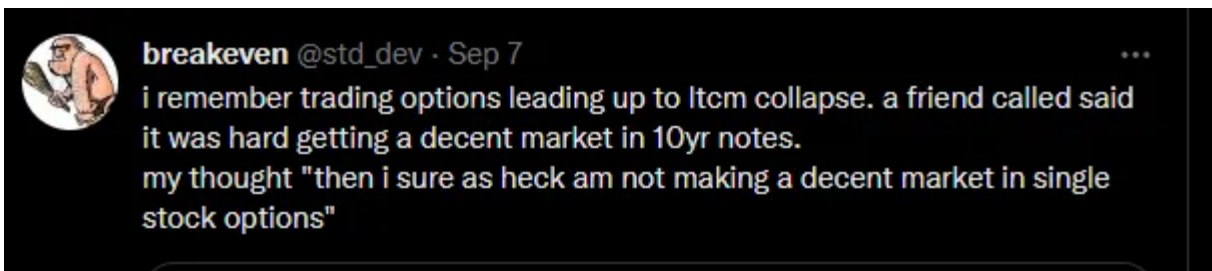 breakeven @std_dev · Sep 7
i remember trading options leading up to ltcm collapse. a friend called said
it was hard getting a decent market in 10yr notes.
my thought "then i sure as heck am not making a decent market in single
stock options"